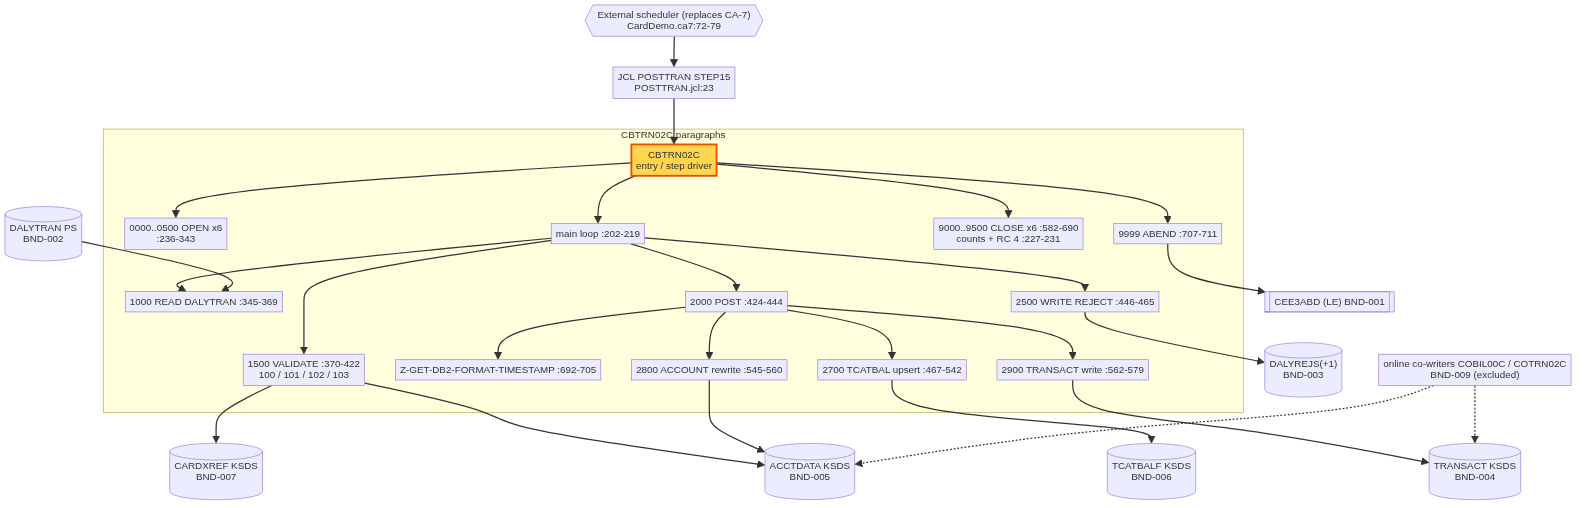 External scheduler (replaces CA-7)
CardDemo.ca7:72-79
JCL POSTTRAN STEP15
POSTTRAN.jcl:23
CBTRN02C paragraphs
CBTRN02C
entry / step driver
DALYTRAN PS
BND-002
0000..0500 OPEN x6
:236-343
main loop :202-219
9000..9500 CLOSE x6 :582-690
counts + RC 4 :227-231
9999 ABEND :707-711
1000 READ DALYTRAN :345-369
2000 POST :424-444
2500 WRITE REJECT :446-465
CEE3ABD (LE) BND-001
1500 VALIDATE :370-422
100 / 101 / 102 / 103
Z-GET-DB2-FORMAT-TIMESTAMP :692-705
2800 ACCOUNT rewrite :545-560
2700 TCATBAL upsert :467-542
2900 TRANSACT write :562-579
DALYREJS(+1)
BND-003
online co-writers COBIL00C / COTRN02C
BND-009 (excluded)
CARDXREF KSDS
BND-007
ACCTDATA KSDS
BND-005
TCATBALF KSDS
BND-006
TRANSACT KSDS
BND-004